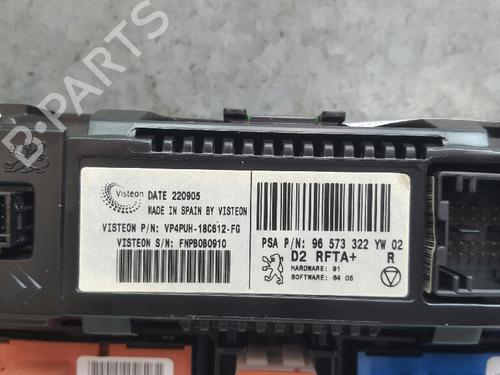 Visteon
DATE 220905
MADE IN SPAIN BY VISTEON
VISTEON P/N: VP4PUH-18C612-FG
VISTEON S/N: FNPB0B0910
PSA P/N: 96 573 322 YW 02
D2 RFTA+ R
HARDWARE: 91
SOFTWARE: 64 05
B-PARTS